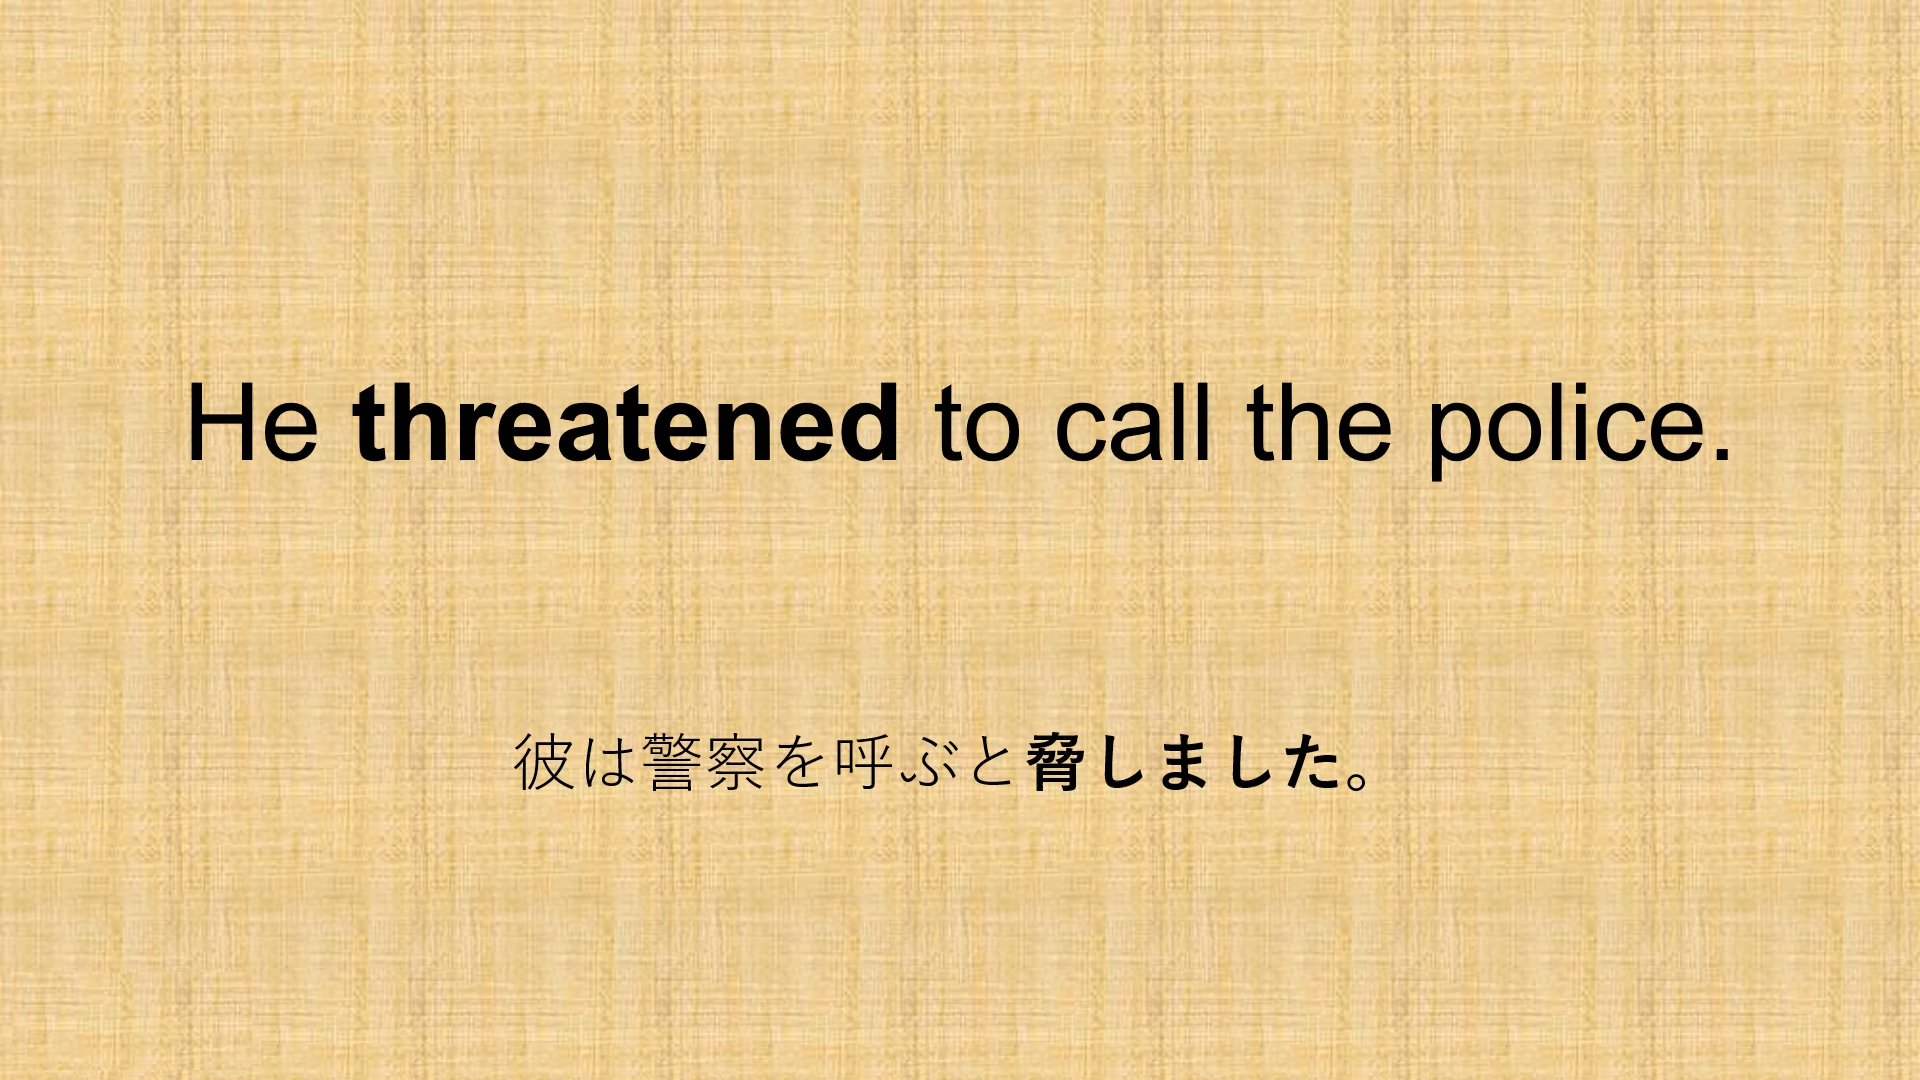 He threatened to call the police.
彼は警察を呼ぶと脅しました。